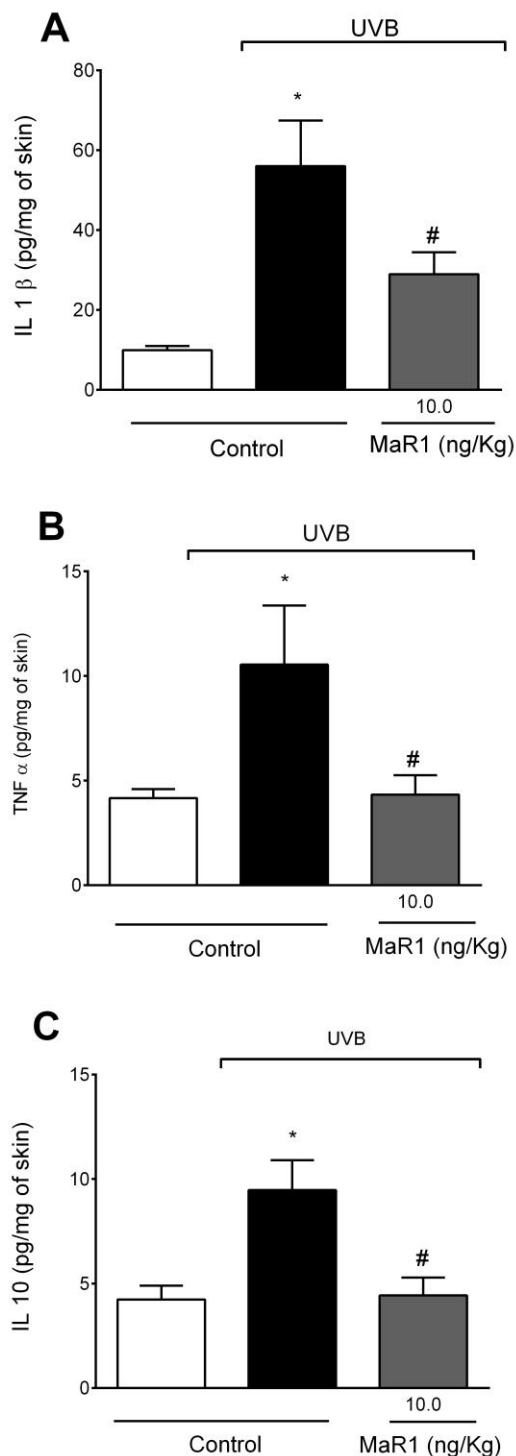 A
UVB
IL 1 β (pg/mg of skin)
80
60
40
20
0
*
#
10.0
Control
MaR1 (ng/Kg)
B
UVB
TNF α (pg/mg of skin)
15
10
5
0
*
#
10.0
Control
MaR1 (ng/Kg)
C
UVB
IL 10 (pg/mg of skin)
15
10
5
0
*
#
10.0
Control
MaR1 (ng/Kg)